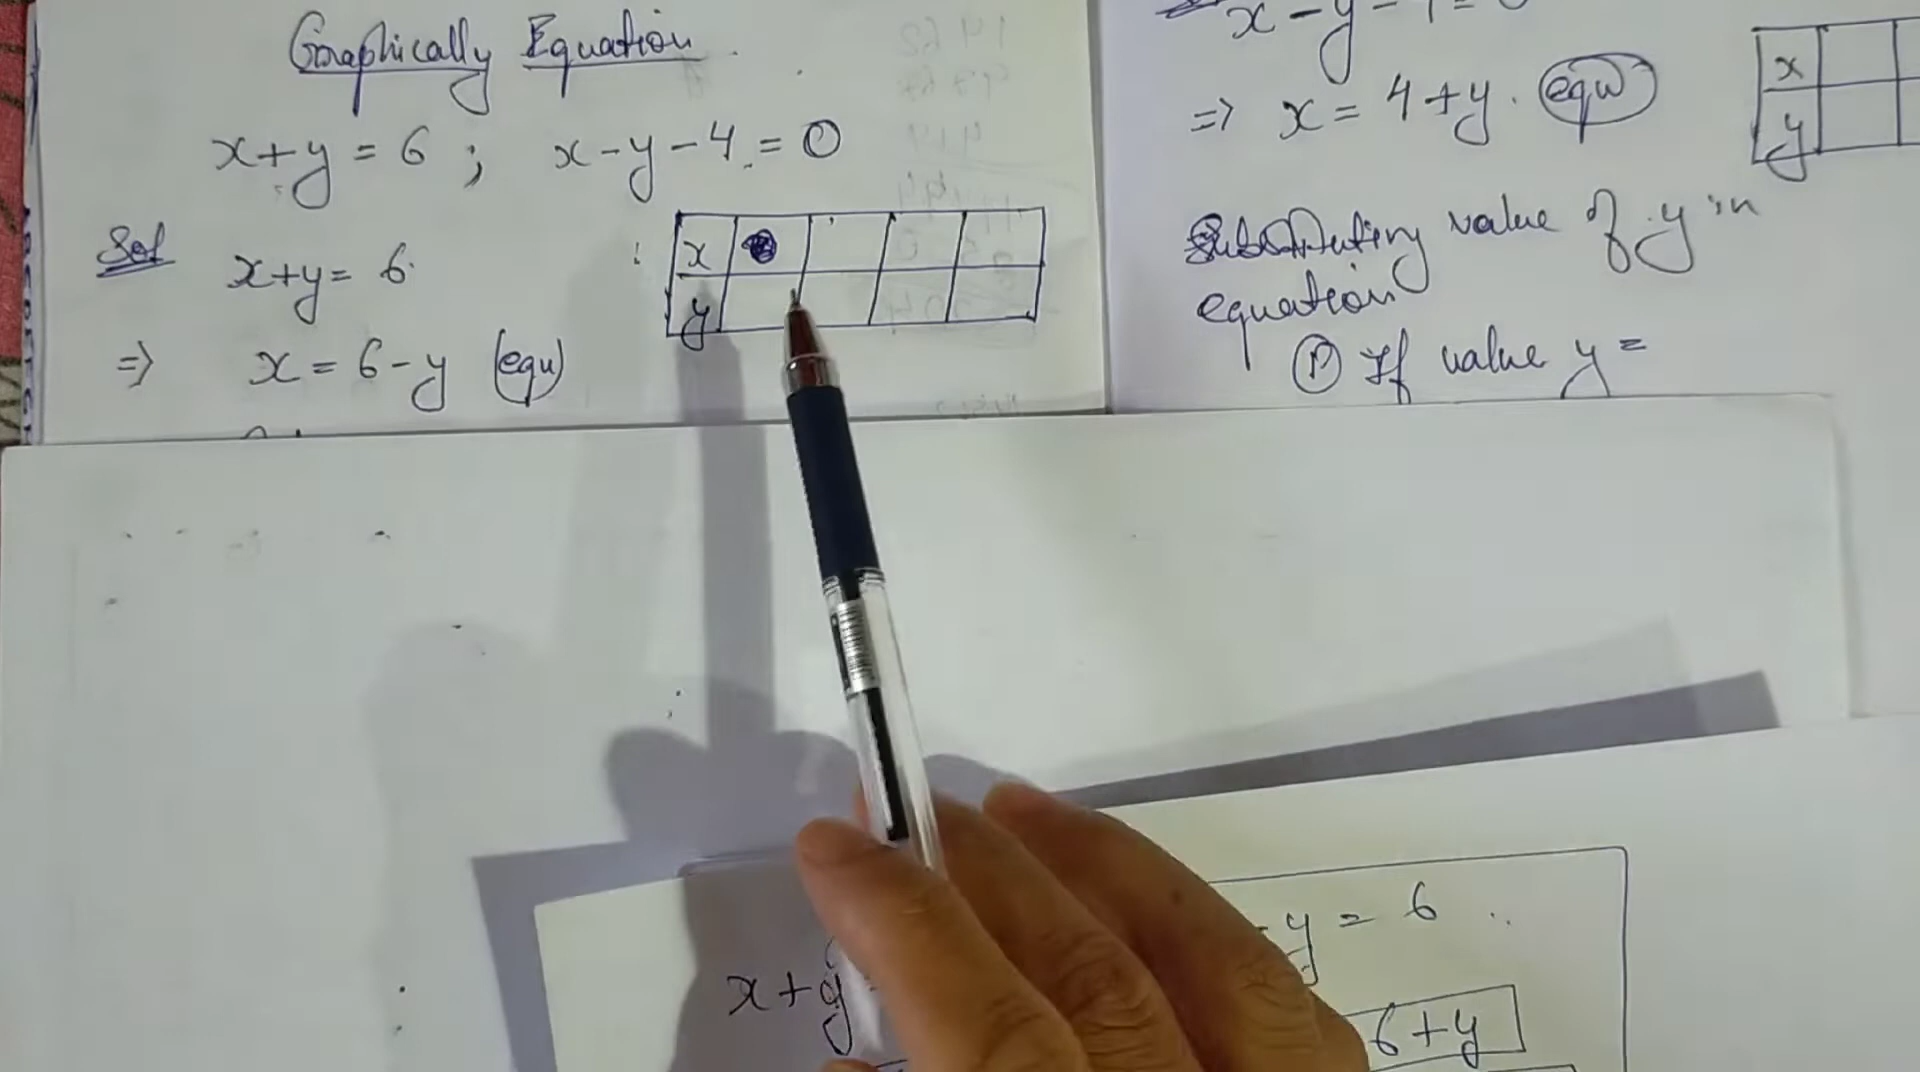 Graphically Equation
x+y = 6 ; x-y-4 = 0
Sol x+y= 6
x
y
=> x = 6-y (equ)
=> x = 4+y. equ
x
y
Substituting value of y in
equation
① If value y =
x+y
-y = 6
6+y